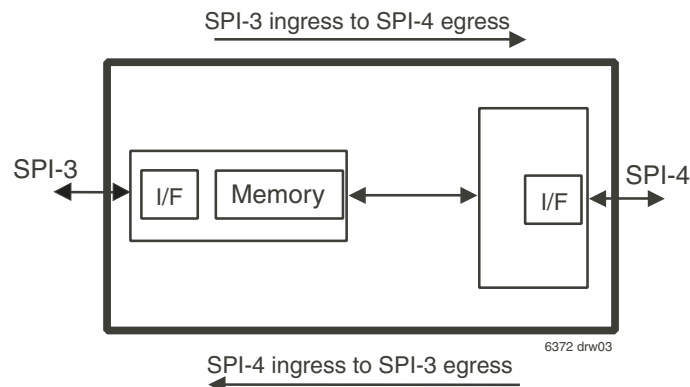 SPI-3 ingress to SPI-4 egress
SPI-3
I/F
Memory
I/F
SPI-4
6372 drw03
SPI-4 ingress to SPI-3 egress